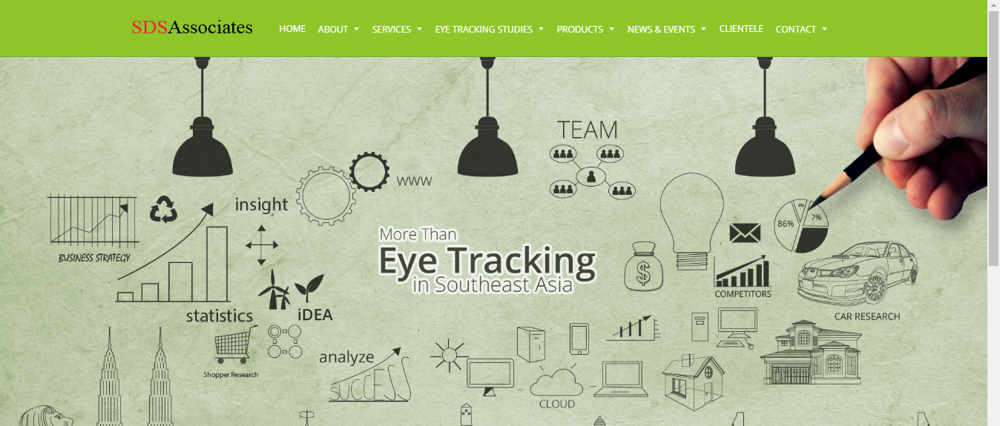 SDSAssociates
HOME
ABOUT
SERVICES
EYE TRACKING STUDIES
PRODUCTS
NEWS & EVENTS
CLIENTELE
CONTACT
TEAM
WWW
insight
BUSINESS STRATEGY
More Than
Eye Tracking
in Southeast Asia
86%
4%
7%
$
COMPETITORS
CAR RESEARCH
statistics
iDEA
Shopper Research
analyze
SUCCESS
CLOUD